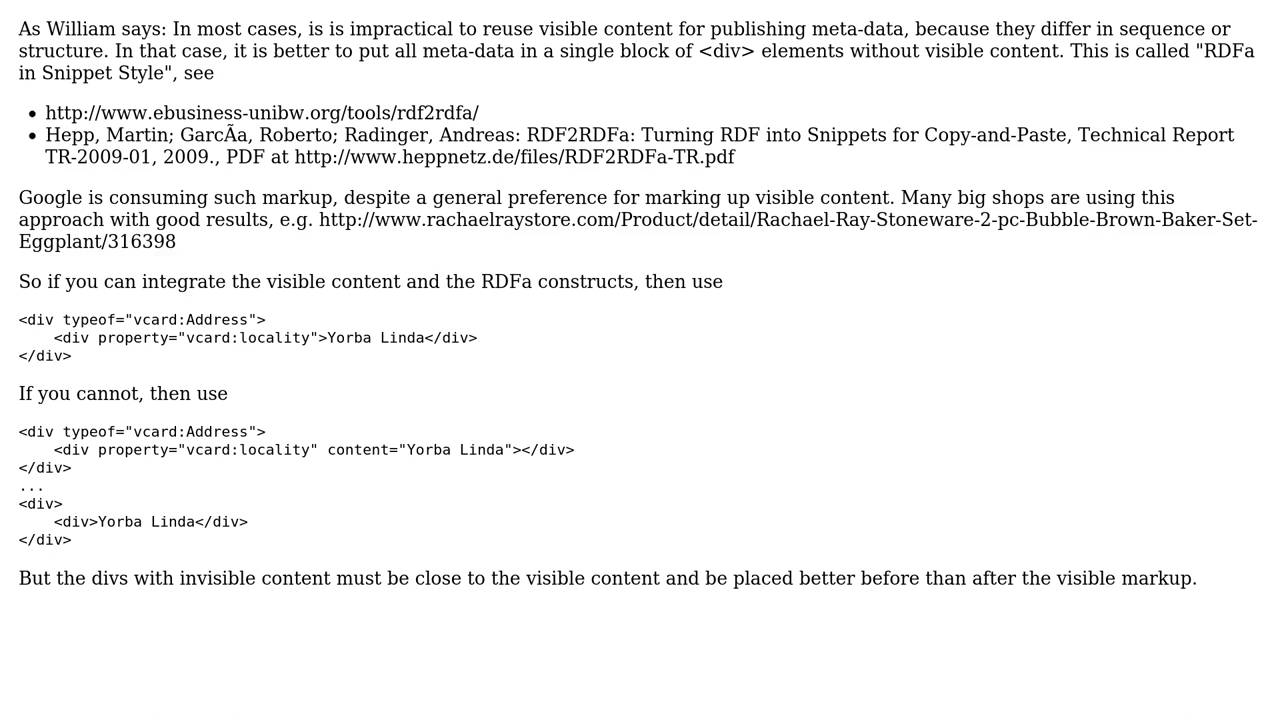 As William says: In most cases, is is impractical to reuse visible content for publishing meta-data, because they differ in sequence or
structure. In that case, it is better to put all meta-data in a single block of <div> elements without visible content. This is called "RDFa
in Snippet Style", see
• http://www.ebusiness-unibw.org/tools/rdf2rdfa/
• Hepp, Martin; GarcÃa, Roberto; Radinger, Andreas: RDF2RDFa: Turning RDF into Snippets for Copy-and-Paste, Technical Report
TR-2009-01, 2009., PDF at http://www.heppnetz.de/files/RDF2RDFa-TR.pdf
Google is consuming such markup, despite a general preference for marking up visible content. Many big shops are using this
approach with good results, e.g. http://www.rachaelraystore.com/Product/detail/Rachael-Ray-Stoneware-2-pc-Bubble-Brown-Baker-Set-
Eggplant/316398
So if you can integrate the visible content and the RDFa constructs, then use
<div typeof="vcard:Address">
    <div property="vcard:locality">Yorba Linda</div>
</div>
If you cannot, then use
<div typeof="vcard:Address">
    <div property="vcard:locality" content="Yorba Linda"></div>
</div>
...
<div>
    <div>Yorba Linda</div>
</div>
But the divs with invisible content must be close to the visible content and be placed better before than after the visible markup.